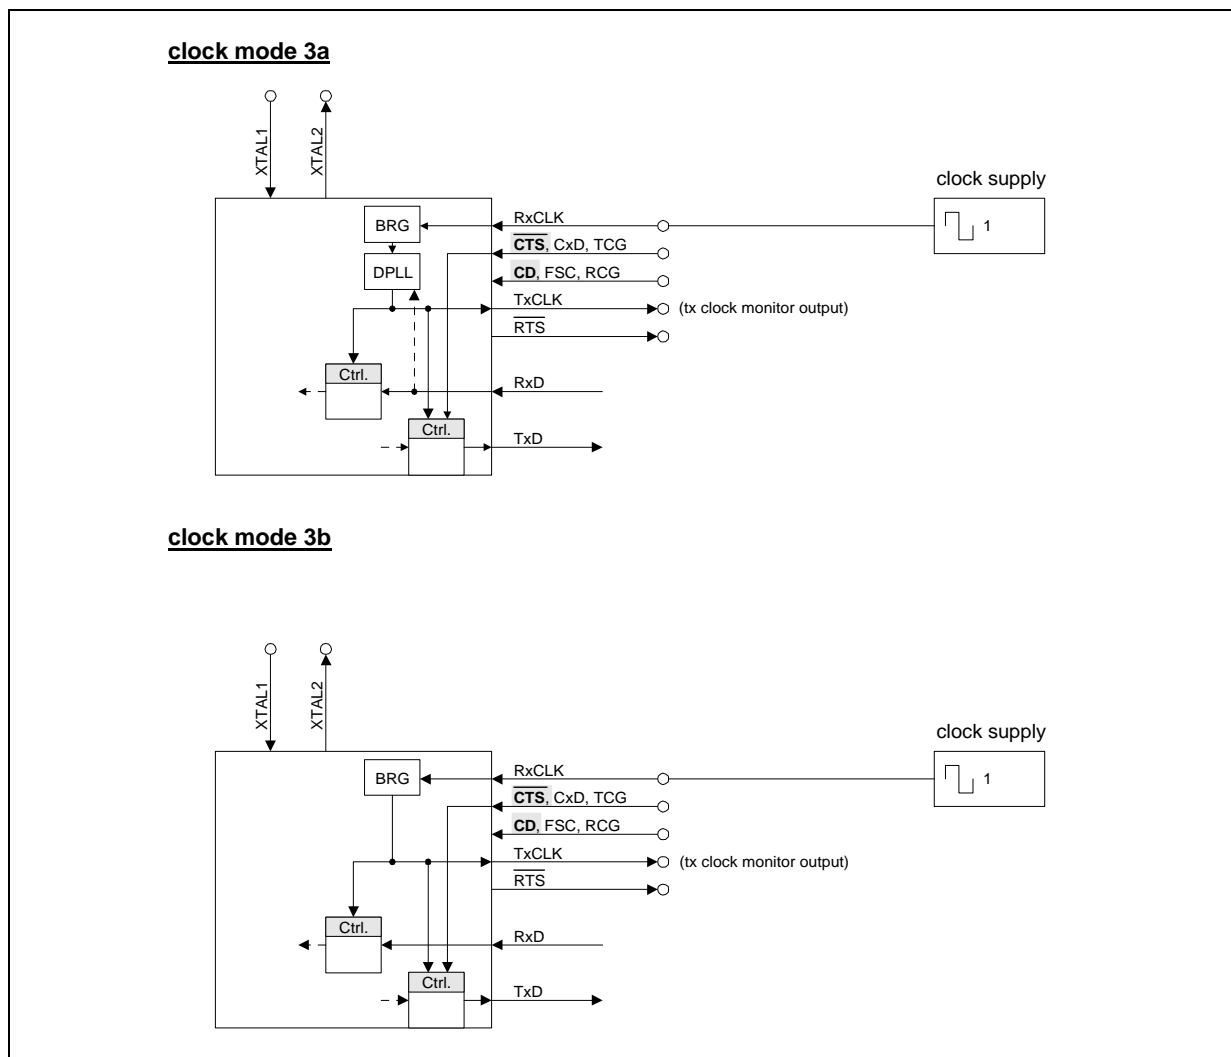 clock mode 3a
XTAL1
XTAL2
clock supply
BRG
RxCLK
1
CTS, CxD, TCG
DPLL
CD, FSC, RCG
TxCLK
(tx clock monitor output)
RTS
Ctrl.
RxD
Ctrl.
TxD
clock mode 3b
XTAL1
XTAL2
clock supply
BRG
RxCLK
1
CTS, CxD, TCG
CD, FSC, RCG
TxCLK
(tx clock monitor output)
RTS
Ctrl.
RxD
Ctrl.
TxD